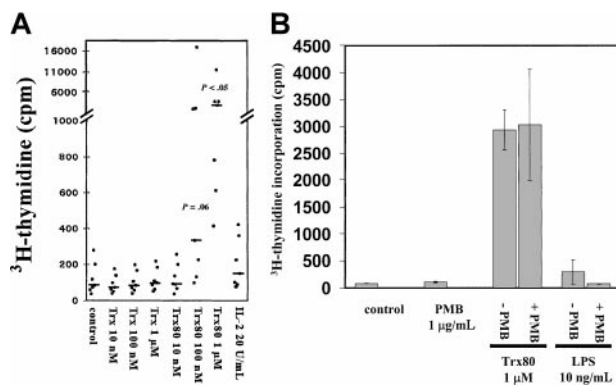 A
³H-thymidine (cpm)
16000
11000
6000
1000
800
600
400
200
0
P < .05
P = .06
control
Trx 10 nM
Trx 100 nM
Trx 1 µM
Trx80 10 nM
Trx80 100 nM
Trx80 1 µM
IL-2 20 U/mL
B
³H-thymidine incorporation (cpm)
4500
4000
3500
3000
2500
2000
1500
1000
500
0
control
PMB
1 µg/mL
- PMB
+ PMB
- PMB
+ PMB
Trx80
1 µM
LPS
10 ng/mL